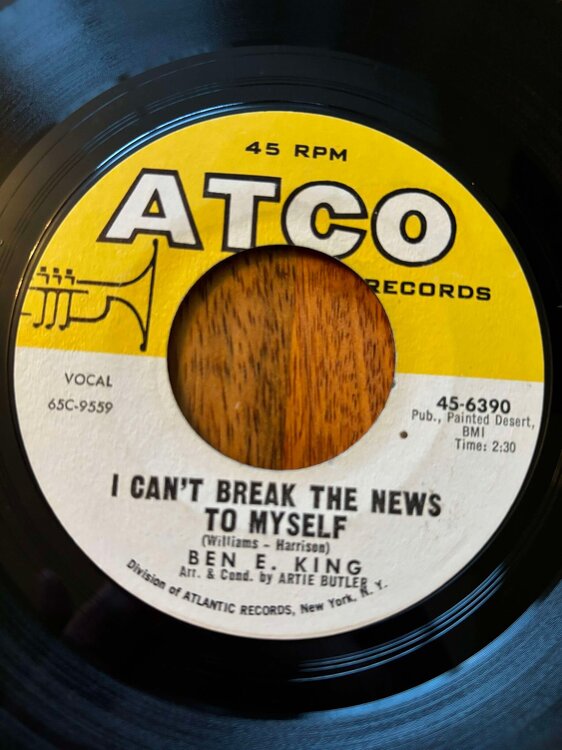 45 RPM
ATCO
RECORDS
VOCAL
65C-9559
45-6390
Pub., Painted Desert,
BMI
Time: 2:30
I CAN'T BREAK THE NEWS
TO MYSELF
(Williams - Harrison)
BEN E. KING
Arr. & Cond. by ARTIE BUTLER
Division of ATLANTIC RECORDS, New York, N. Y.